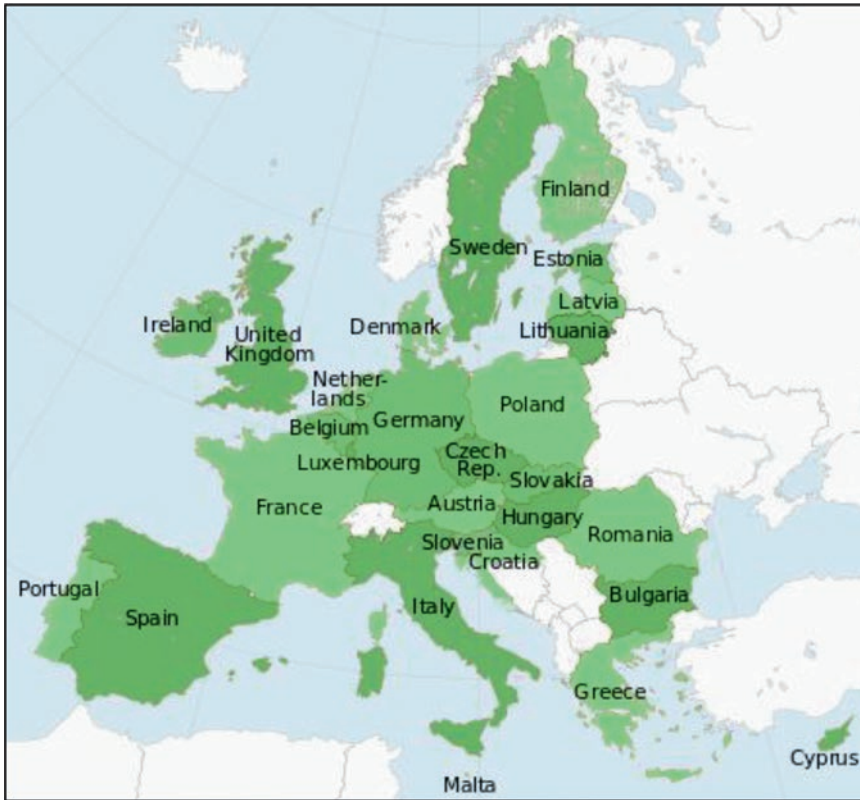 Finland
Sweden
Estonia
Latvia
Lithuania
Denmark
Ireland
United
Kingdom
Nether-
lands
Belgium
Germany
Poland
Luxembourg
Czech
Rep.
Slovakia
France
Austria
Hungary
Romania
Slovenia
Croatia
Portugal
Spain
Italy
Bulgaria
Greece
Cyprus
Malta